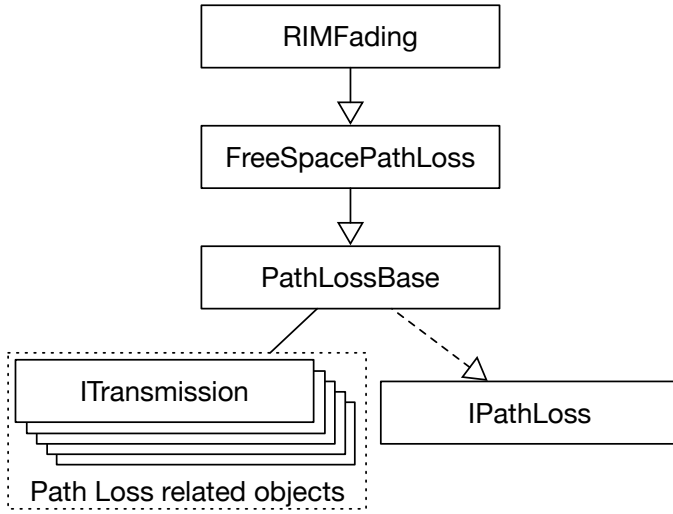 RIMFading
FreeSpacePathLoss
PathLossBase
ITransmission
IPathLoss
Path Loss related objects